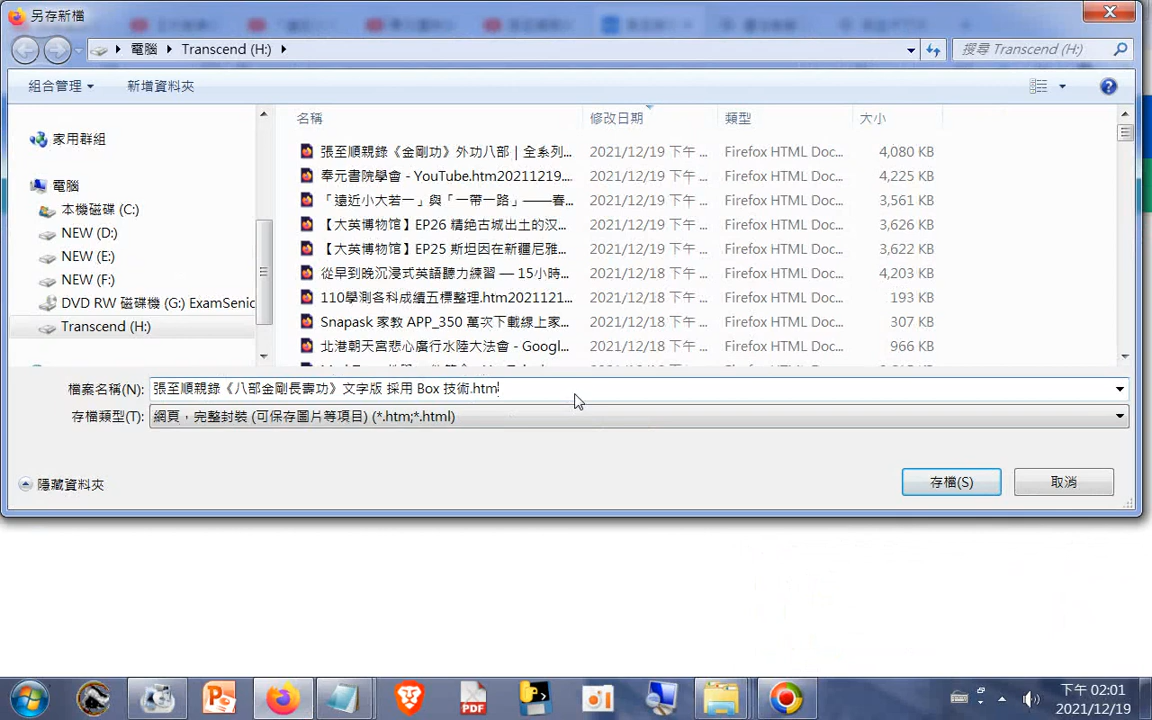 另存新檔
電腦 Transcend (H:)
搜尋 Transcend (H:)
組合管理 新增資料夾
名稱 修改日期 類型 大小
家用群組
電腦
本機磁碟 (C:)
NEW (D:)
NEW (E:)
NEW (F:)
DVD RW 磁碟機 (G:) ExamSenic
Transcend (H:)
張至順親錄《金剛功》外功八部 | 全系列... 2021/12/19 下午 ... Firefox HTML Doc... 4,080 KB
奉元書院學會 - YouTube.htm20211219... 2021/12/19 下午 ... Firefox HTML Doc... 4,225 KB
「遠近小大若一」與「一帶一路」——春... 2021/12/19 下午 ... Firefox HTML Doc... 3,561 KB
【大英博物馆】EP26 精绝古城出土的汉... 2021/12/19 下午 ... Firefox HTML Doc... 3,626 KB
【大英博物馆】EP25 斯坦因在新疆尼雅... 2021/12/19 下午 ... Firefox HTML Doc... 3,622 KB
從早到晚沉浸式英語聽力練習 — 15小時... 2021/12/18 下午 ... Firefox HTML Doc... 4,203 KB
110學測各科成績五標整理.htm2021121... 2021/12/18 下午 ... Firefox HTML Doc... 193 KB
Snapask 家教 APP_350 萬次下載線上家... 2021/12/18 下午 ... Firefox HTML Doc... 307 KB
北港朝天宮悲心廣行水陸大法會 - Googl... 2021/12/18 下午 ... Firefox HTML Doc... 966 KB
檔案名稱(N): 張至順親錄《八部金剛長壽功》文字版 採用 Box 技術.htm
存檔類型(T): 網頁，完整封裝 (可保存圖片等項目) (*.htm;*.html)
隱藏資料夾
存檔(S) 取消
PDF
下午 02:01
2021/12/19